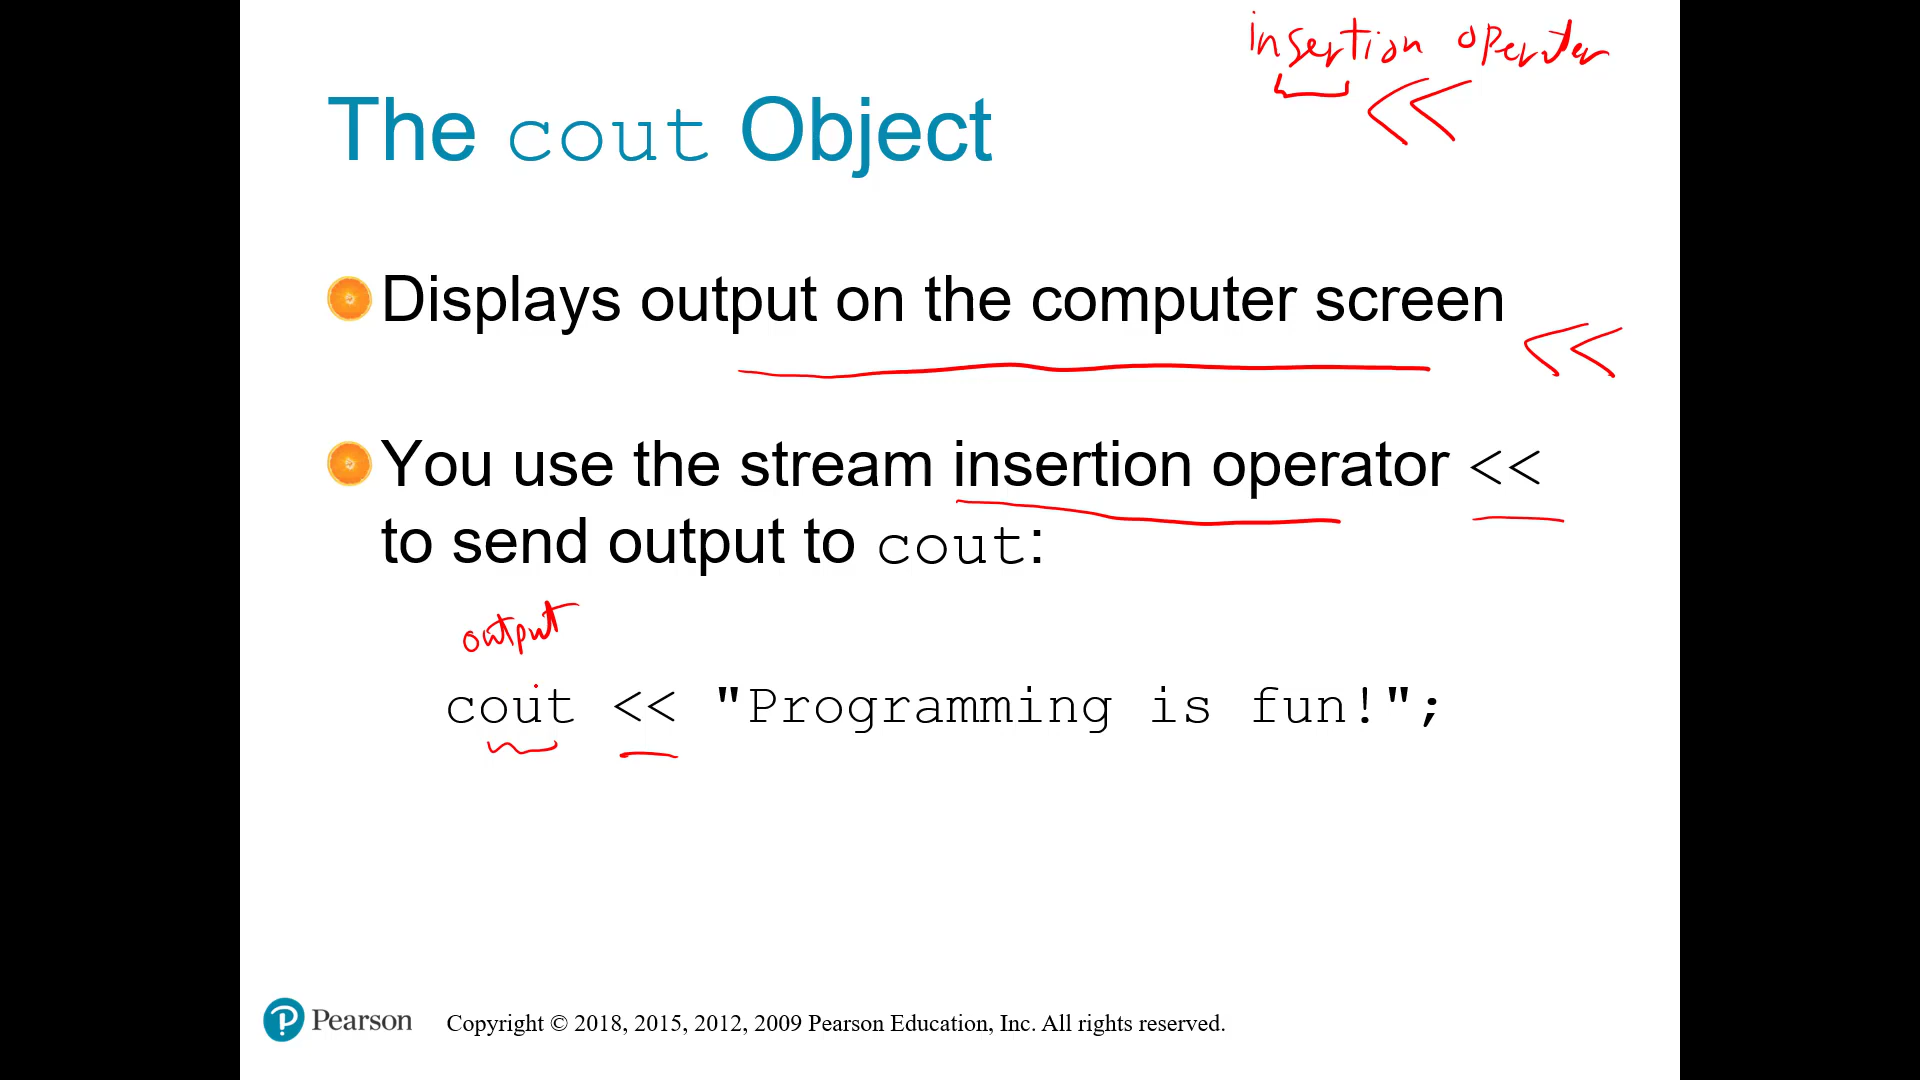 insertion operator
<<
The cout Object
Displays output on the computer screen
<<
You use the stream insertion operator <<
to send output to cout:
output
cout << "Programming is fun!";
Pearson
Copyright © 2018, 2015, 2012, 2009 Pearson Education, Inc. All rights reserved.